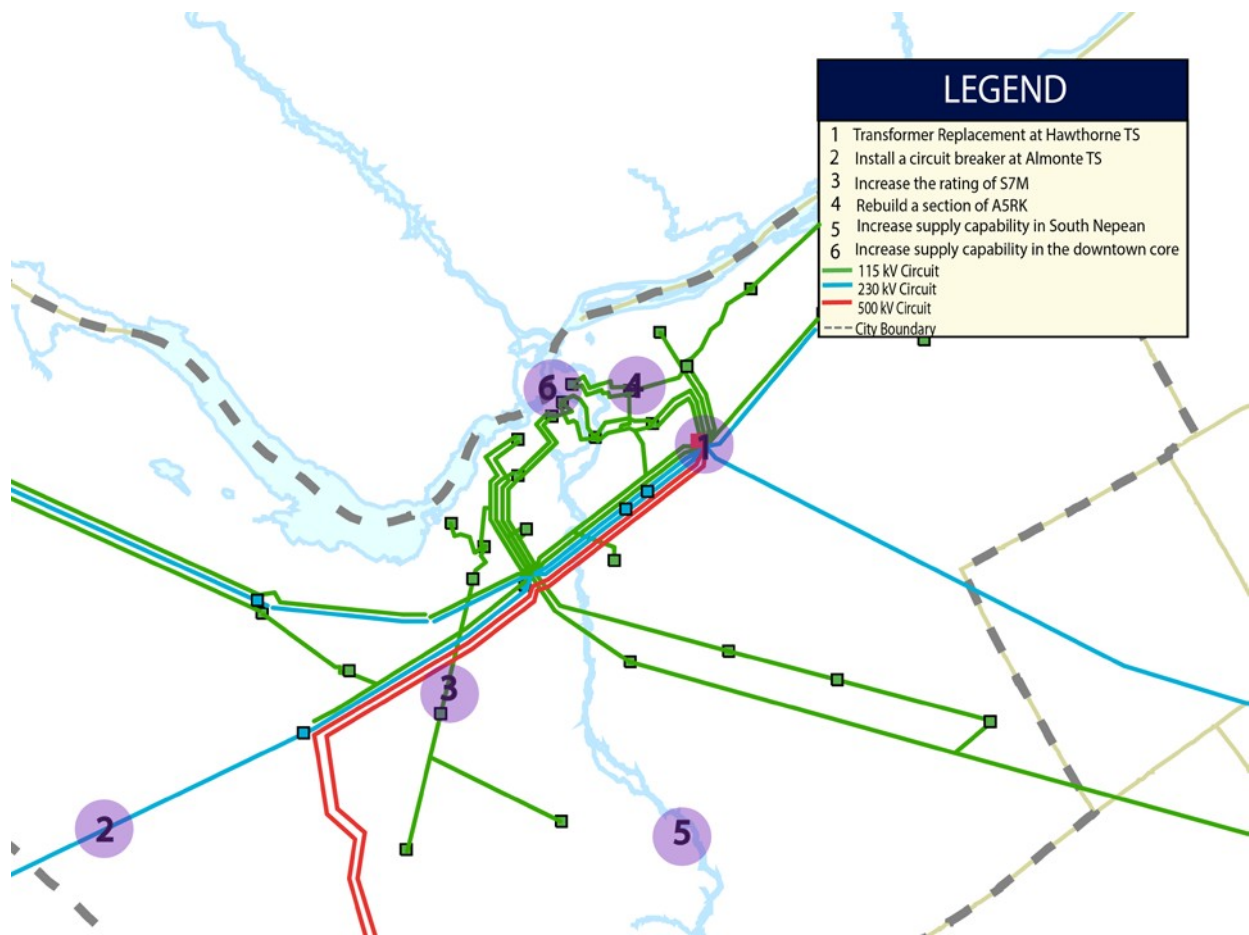 LEGEND
1 Transformer Replacement at Hawthorne TS
2 Install a circuit breaker at Almonte TS
3 Increase the rating of S7M
4 Rebuild a section of A5RK
5 Increase supply capability in South Nepean
6 Increase supply capability in the downtown core
115 kV Circuit
230 kV Circuit
500 kV Circuit
City Boundary
6
4
1
3
2
5